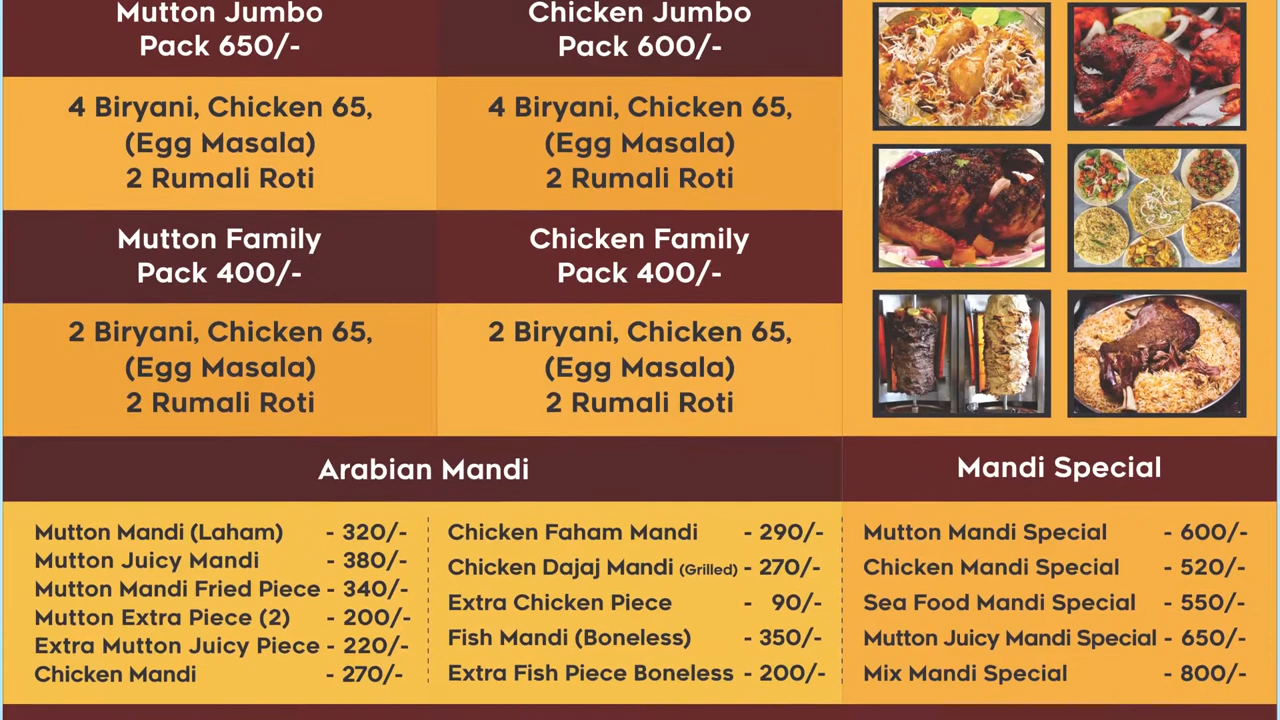 Mutton Jumbo
Pack 650/-
4 Biryani, Chicken 65,
(Egg Masala)
2 Rumali Roti
Chicken Jumbo
Pack 600/-
4 Biryani, Chicken 65,
(Egg Masala)
2 Rumali Roti
Mutton Family
Pack 400/-
2 Biryani, Chicken 65,
(Egg Masala)
2 Rumali Roti
Chicken Family
Pack 400/-
2 Biryani, Chicken 65,
(Egg Masala)
2 Rumali Roti
Arabian Mandi
Mutton Mandi (Laham) - 320/-
Mutton Juicy Mandi - 380/-
Mutton Mandi Fried Piece - 340/-
Mutton Extra Piece (2) - 200/-
Extra Mutton Juicy Piece - 220/-
Chicken Mandi - 270/-
Chicken Faham Mandi - 290/-
Chicken Dajaj Mandi (Grilled) - 270/-
Extra Chicken Piece - 90/-
Fish Mandi (Boneless) - 350/-
Extra Fish Piece Boneless - 200/-
Mandi Special
Mutton Mandi Special - 600/-
Chicken Mandi Special - 520/-
Sea Food Mandi Special - 550/-
Mutton Juicy Mandi Special - 650/-
Mix Mandi Special - 800/-